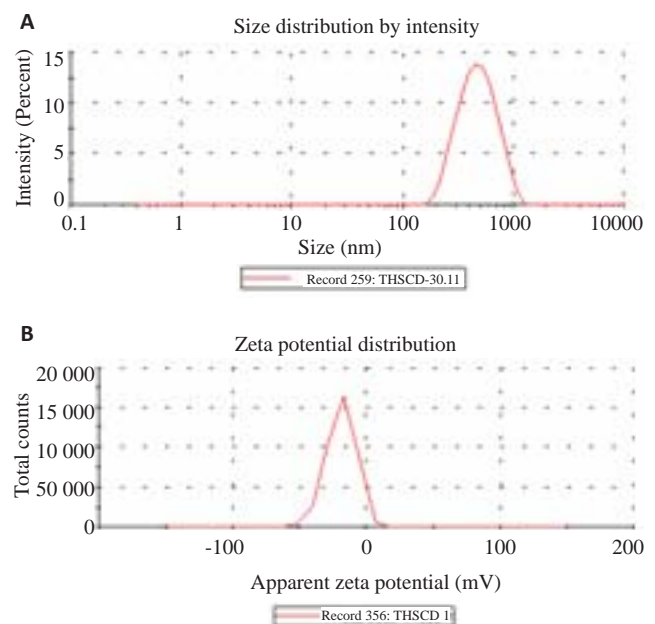 A
Size distribution by intensity
Intensity (Percent)
15
10
5
0
0.1 1 10 100 1000 10000
Size (nm)
Record 259: THSCD-30.11
B
Zeta potential distribution
Total counts
20 000
15 000
10 000
50 000
0
-100 0 100 200
Apparent zeta potential (mV)
Record 356: THSCD 1